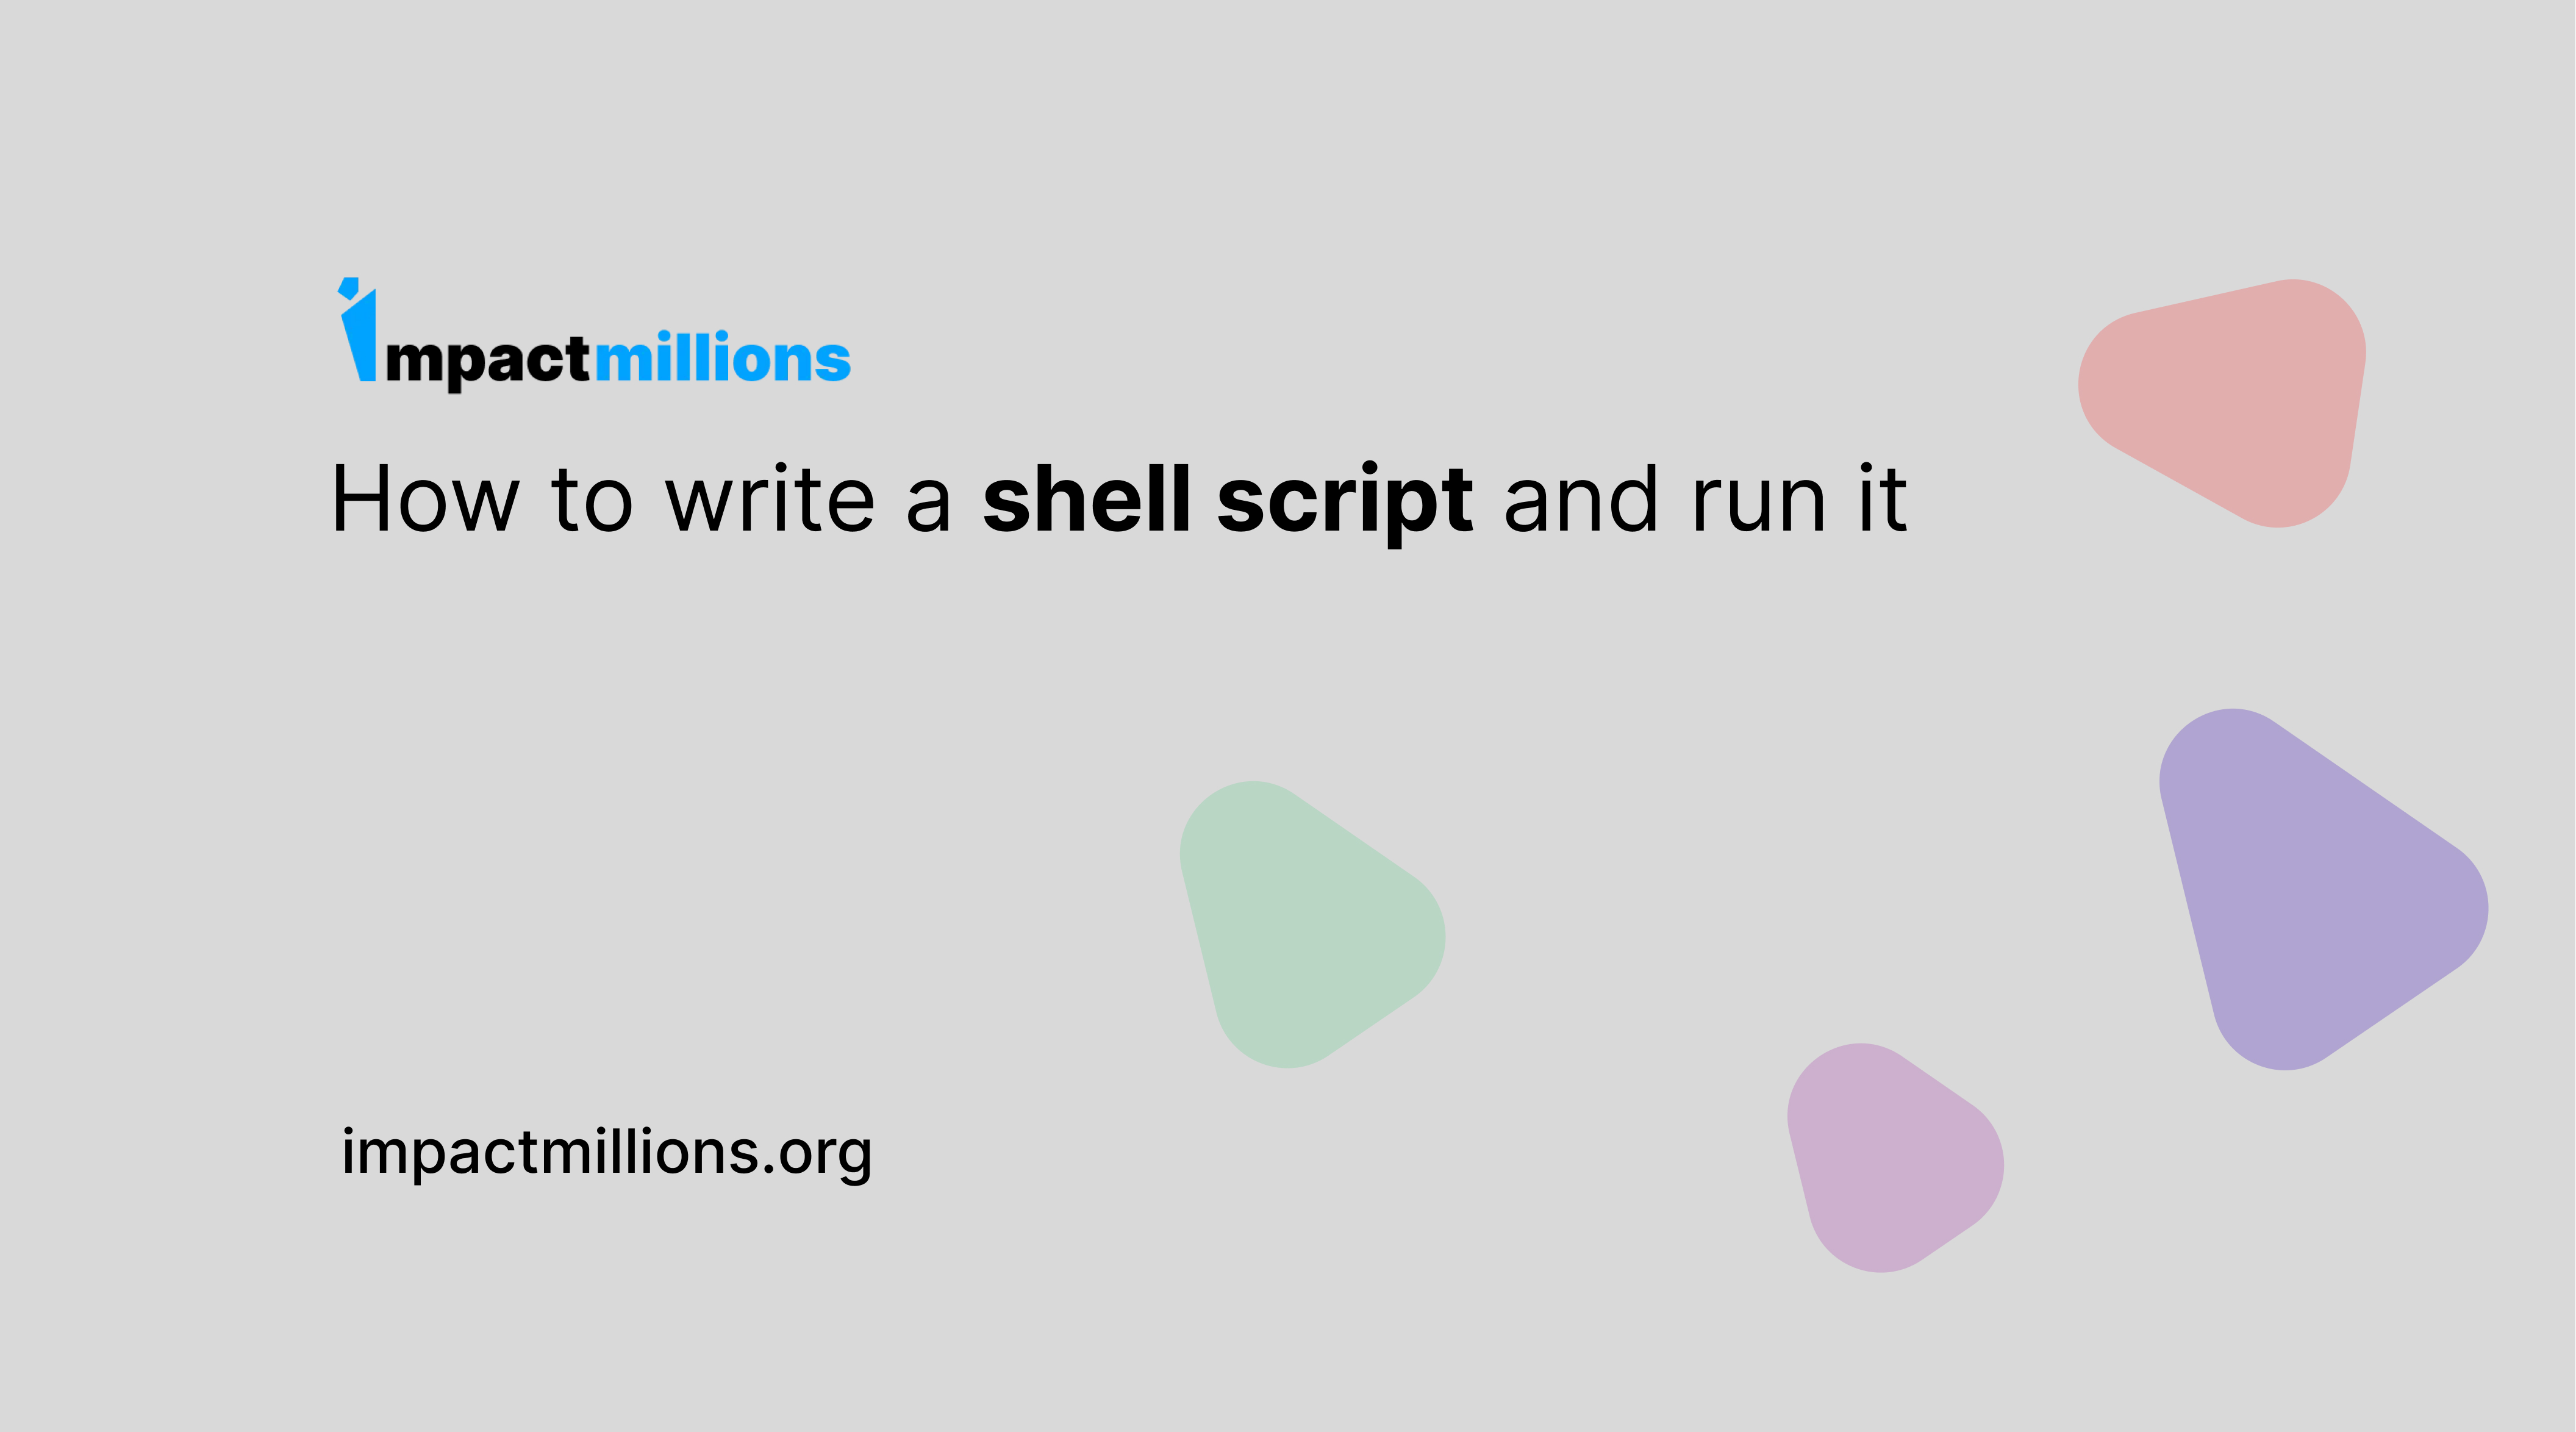 impactmillions
How to write a shell script and run it
impactmillions.org